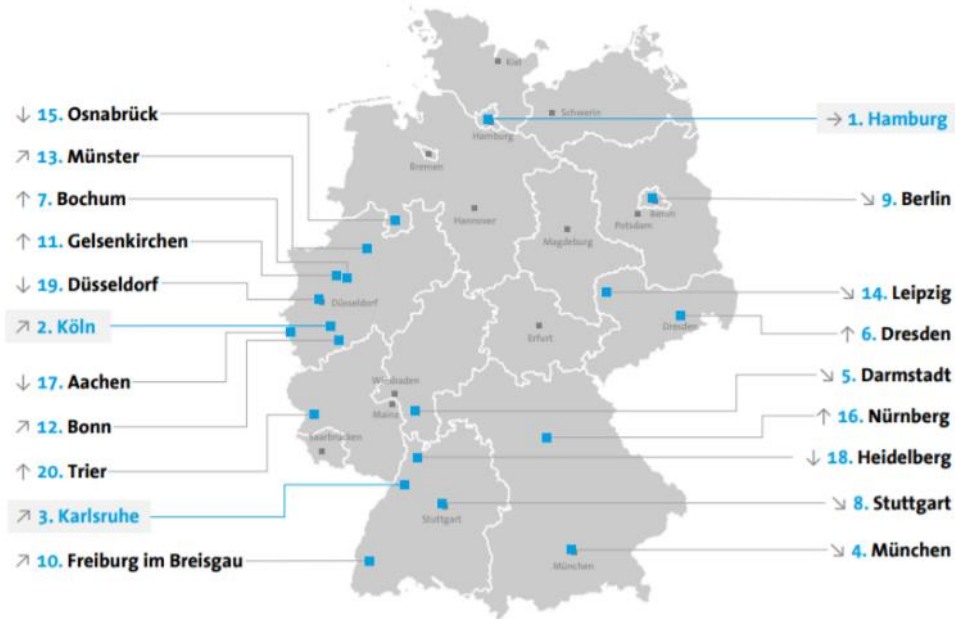 ↓ 15. Osnabrück
↗ 13. Münster
↑ 7. Bochum
↑ 11. Gelsenkirchen
↓ 19. Düsseldorf
↗ 2. Köln
↓ 17. Aachen
↗ 12. Bonn
↑ 20. Trier
↗ 3. Karlsruhe
↗ 10. Freiburg im Breisgau
Kiel
Schwerin
Hamburg
Bremen
Hannover
Berlin
Potsdam
Magdeburg
Düsseldorf
Erfurt
Dresden
Wiesbaden
Mainz
Saarbrücken
Stuttgart
München
→ 1. Hamburg
↘ 9. Berlin
↘ 14. Leipzig
↑ 6. Dresden
↘ 5. Darmstadt
↑ 16. Nürnberg
↓ 18. Heidelberg
↘ 8. Stuttgart
↘ 4. München